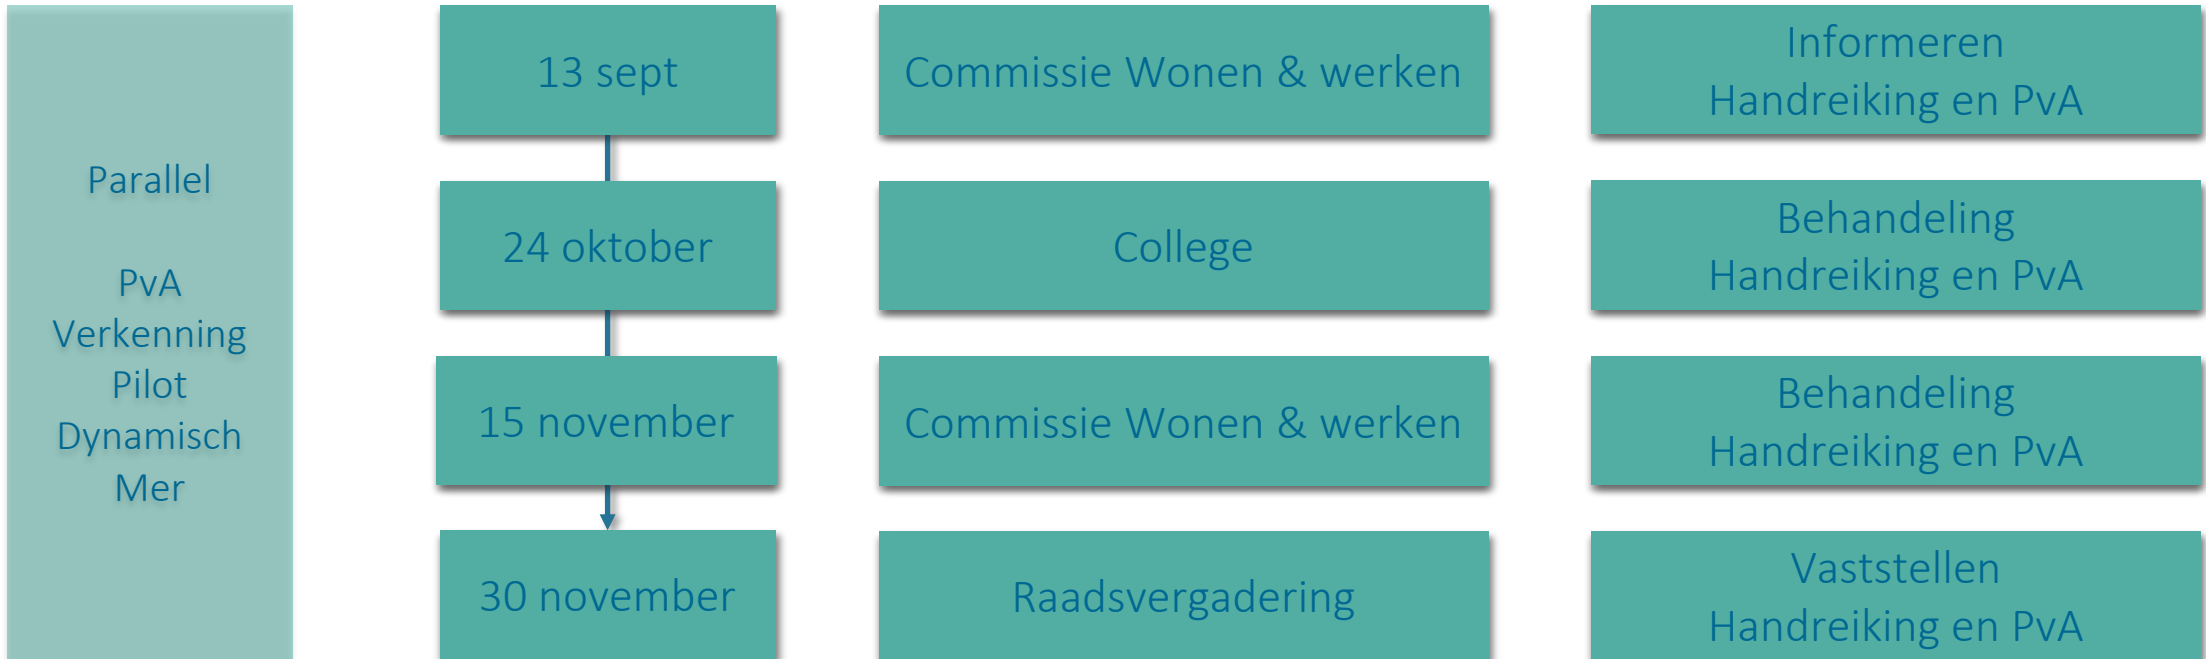 Parallel
PvA
Verkenning
Pilot
Dynamisch
Mer
13 sept
Commissie Wonen & werken
Informeren
Handreiking en PvA
24 oktober
College
Behandeling
Handreiking en PvA
15 november
Commissie Wonen & werken
Behandeling
Handreiking en PvA
30 november
Raadsvergadering
Vaststellen
Handreiking en PvA